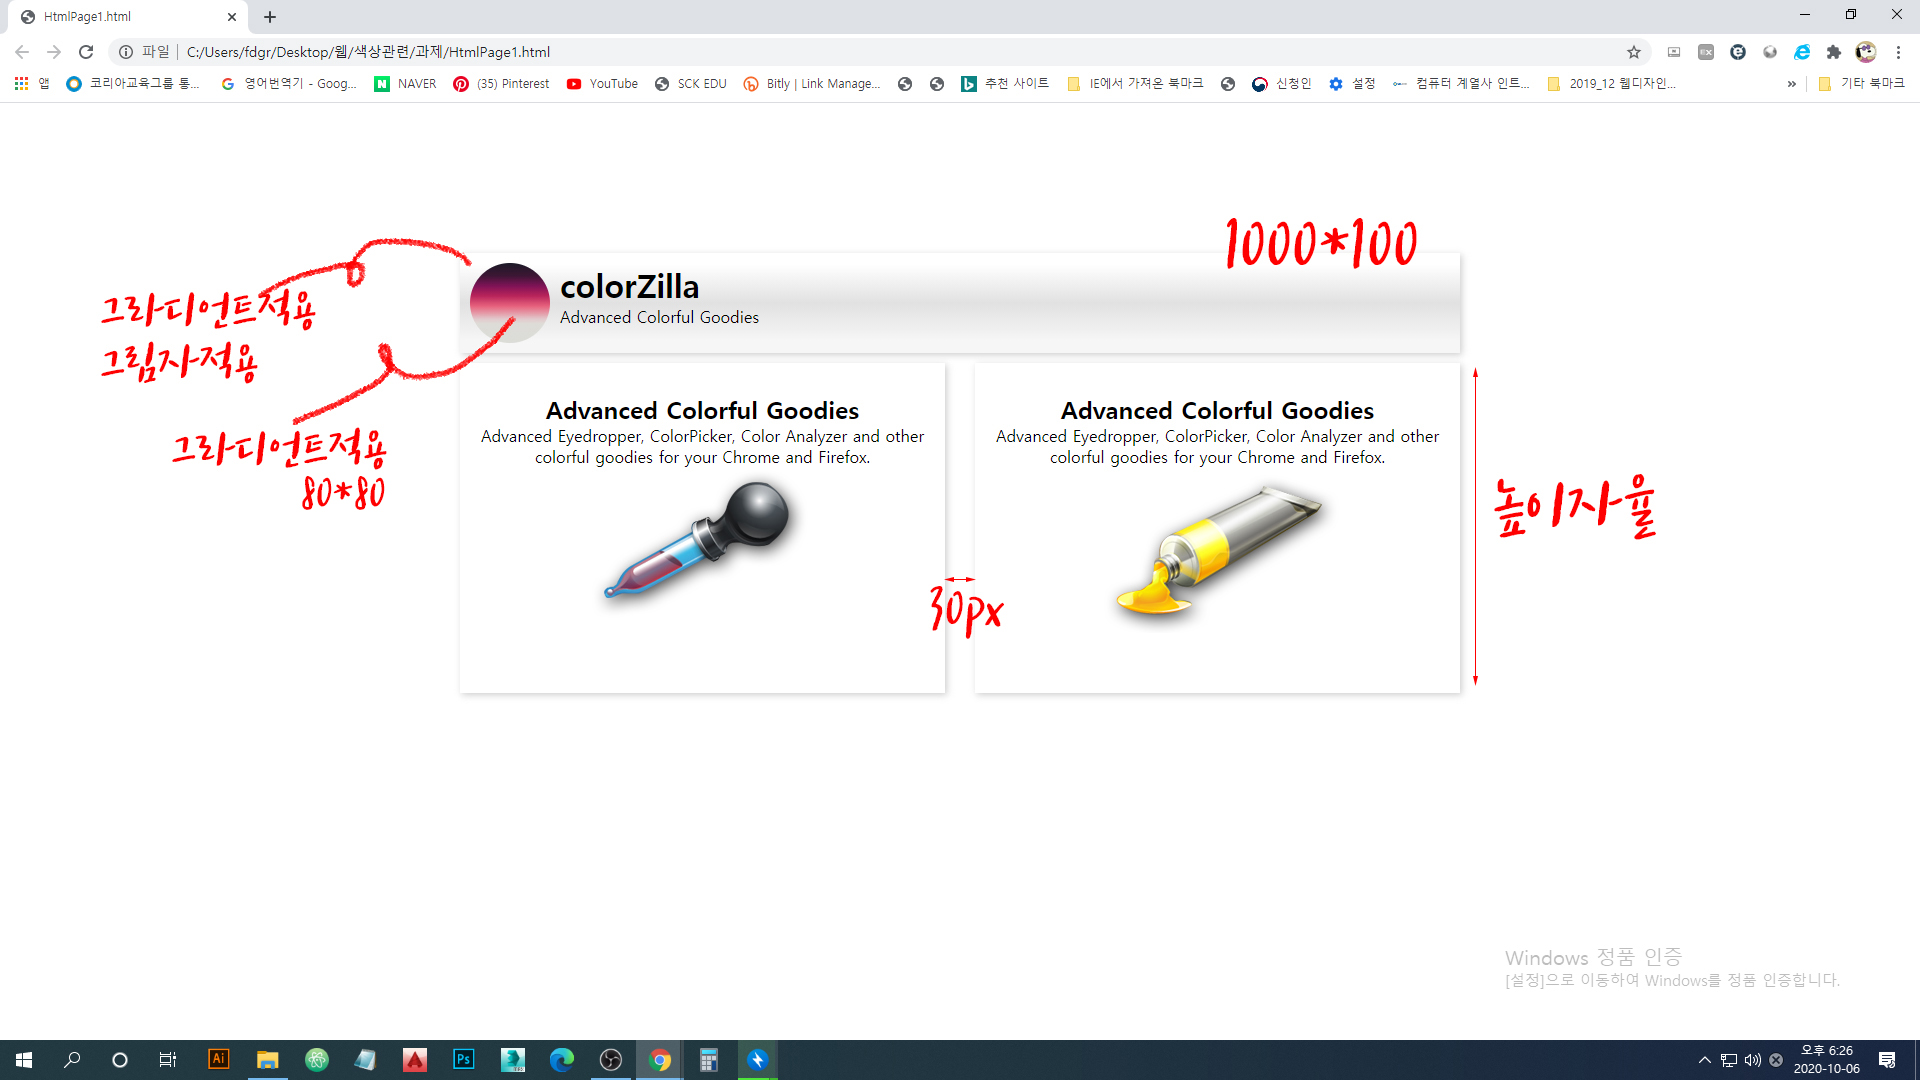 HtmlPage1.html
파일 C:/Users/fdgr/Desktop/웹/색상관련/과제/HtmlPage1.html
앱 코리아교육그룹 통... 영어번역기 - Goog... NAVER (35) Pinterest YouTube SCK EDU Bitly | Link Manage... 추천 사이트 IE에서 가져온 북마크 신청인 설정 컴퓨터 계열사 인트... 2019_12 웹디자인... » 기타 북마크
1000*100
colorZilla
Advanced Colorful Goodies
그라디언트적용
그림자적용
그라디언트적용
80*80
Advanced Colorful Goodies
Advanced Eyedropper, ColorPicker, Color Analyzer and other
colorful goodies for your Chrome and Firefox.
Advanced Colorful Goodies
Advanced Eyedropper, ColorPicker, Color Analyzer and other
colorful goodies for your Chrome and Firefox.
높이자율
30px
Windows 정품 인증
[설정]으로 이동하여 Windows를 정품 인증합니다.
Ai
Ps
오후 6:26
2020-10-06